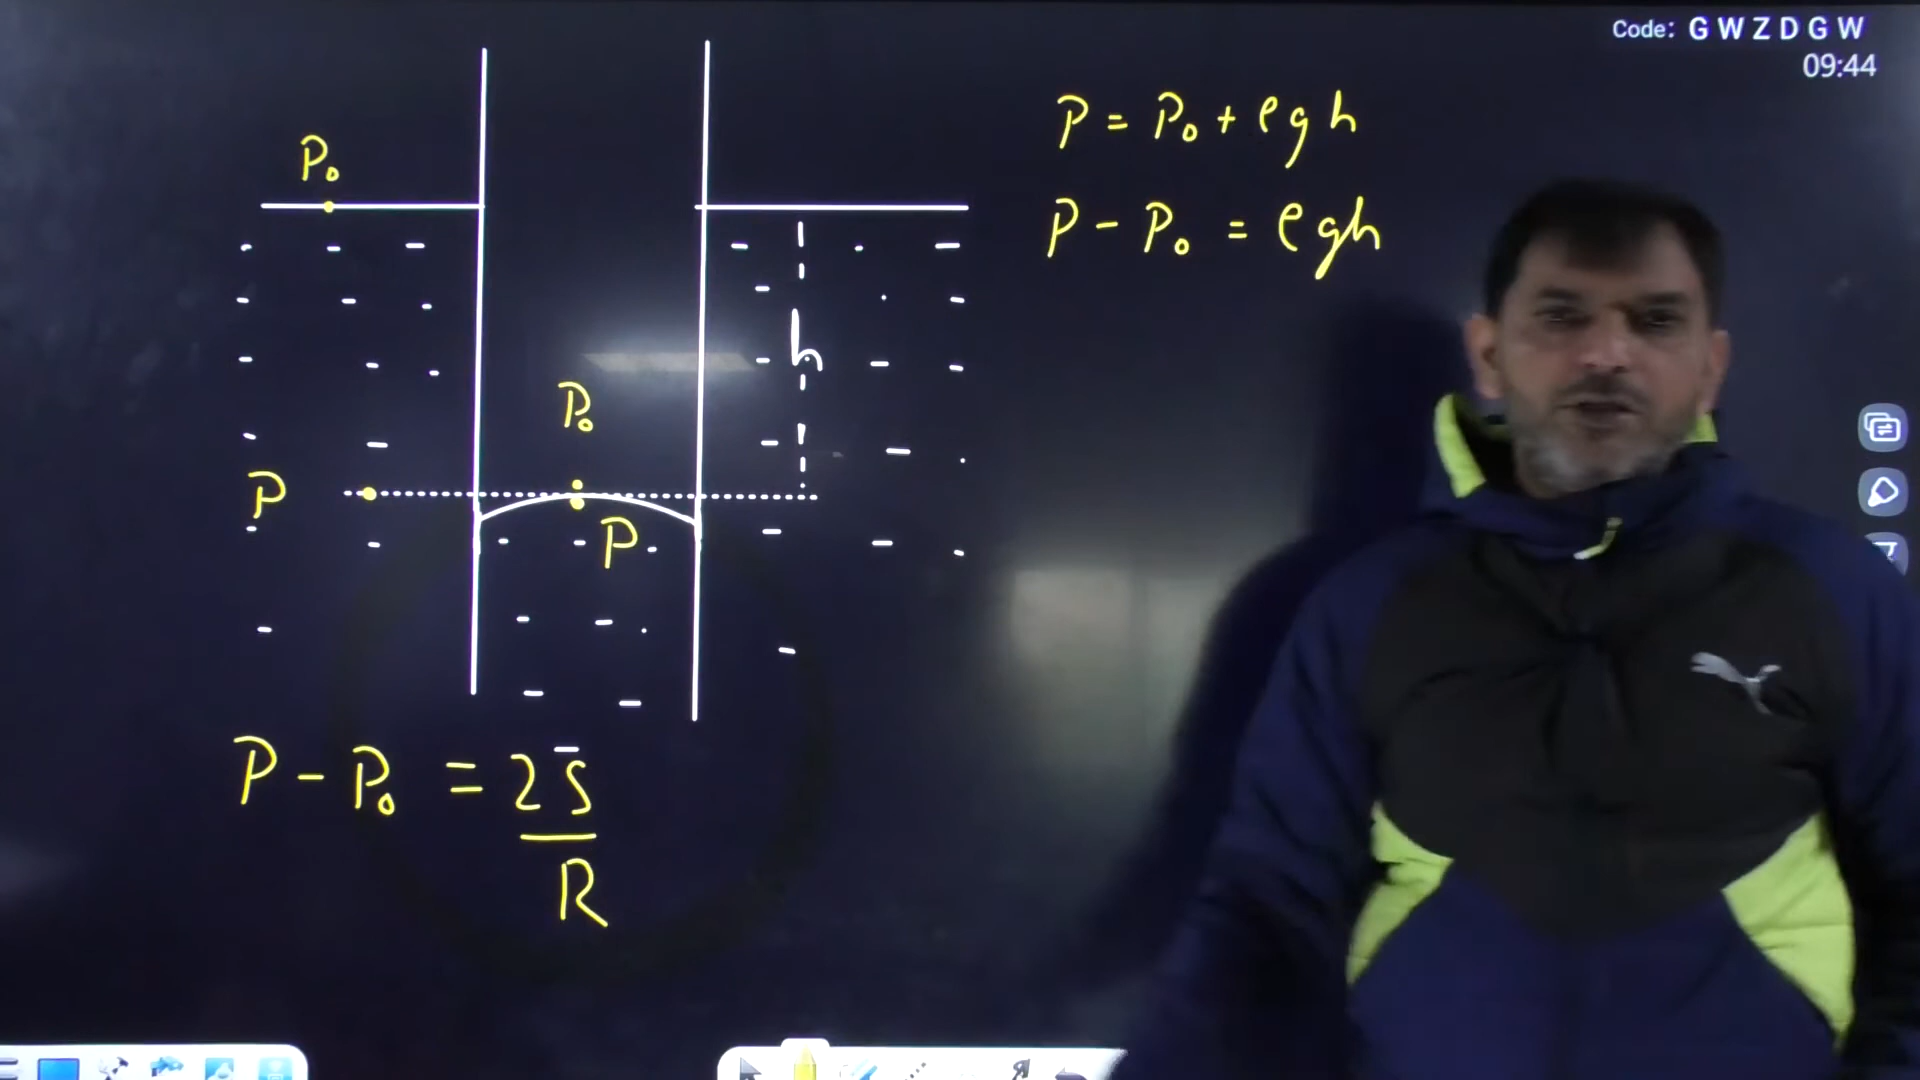 Code: GWZDGW
09:44
P = P₀ + ρgh
P₀
P - P₀ = ρgh
h
P₀
P
P
P - P₀ = 2S/R